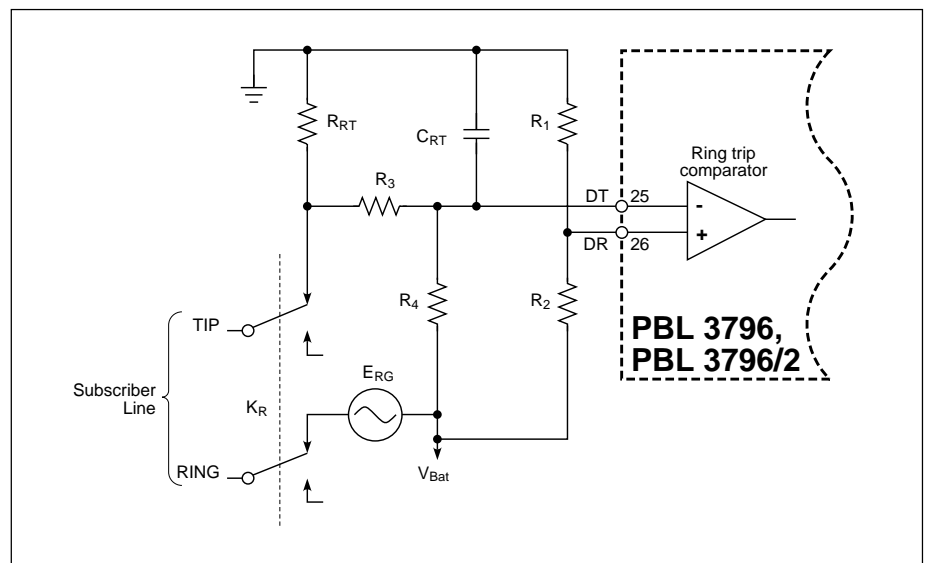 R_RT
C_RT
R_1
Ring trip
comparator
R_3
DT
25
-
DR
26
+
R_4
R_2
PBL 3796,
PBL 3796/2
TIP
E_RG
Subscriber
Line
K_R
RING
V_Bat